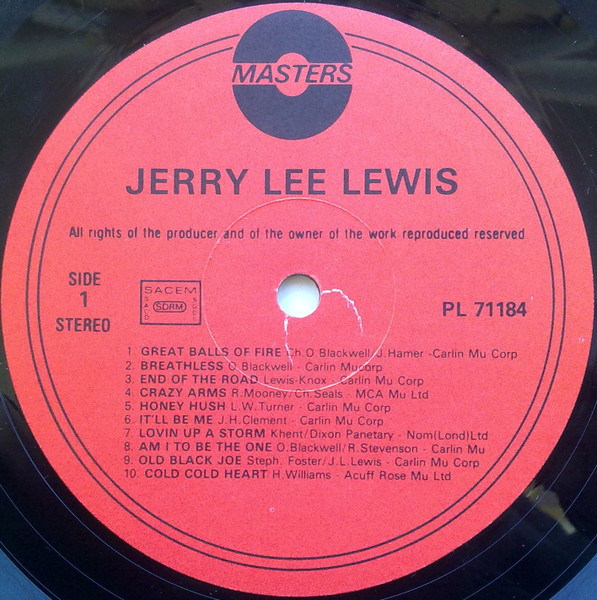 MASTERS
JERRY LEE LEWIS
All rights of the producer and of the owner of the work reproduced reserved
SIDE
1
STEREO
SACEM
SACD
SDRM
SGDL
PL 71184
1. GREAT BALLS OF FIRE Ch.O.Blackwell/J.Hamer - Carlin Mu Corp
2. BREATHLESS O.Blackwell - Carlin Mucorp
3. END OF THE ROAD Lewis-Knox - Carlin Mu Corp
4. CRAZY ARMS R.Mooney/Ch.Seals - MCA Mu Ltd
5. HONEY HUSH L.W.Turner - Carlin Mu Corp
6. IT'LL BE ME J.H.Clement - Carlin Mu Corp
7. LOVIN UP A STORM Khent/Dixon Panetary - Nom(Lond)Ltd
8. AM I TO BE THE ONE O.Blackwell/R.Stevenson - Carlin Mu
9. OLD BLACK JOE Steph. Foster/J.L.Lewis - Carlin Mu Corp
10. COLD COLD HEART H.Williams - Acuff Rose Mu Ltd